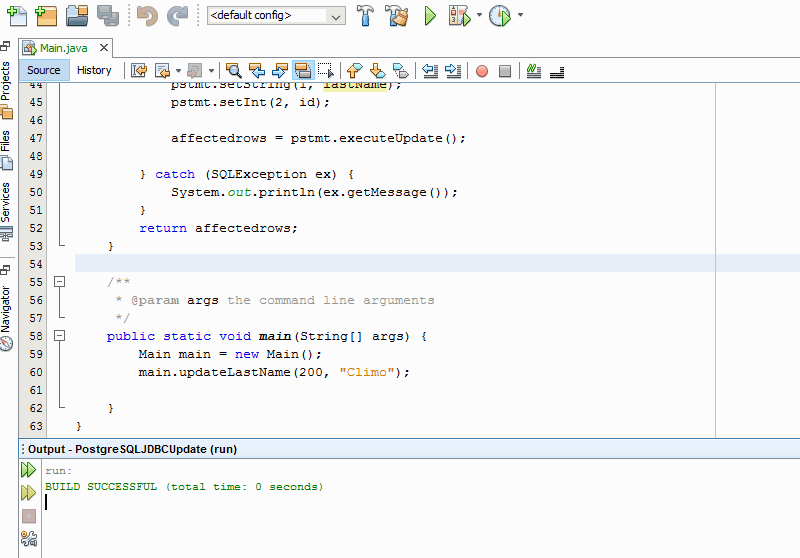 <default config>
Main.java
Source History
Projects
Files
Services
Navigator
44 pstmt.setString(1, lastName);
45 pstmt.setInt(2, id);
46
47 affectedrows = pstmt.executeUpdate();
48
49 } catch (SQLException ex) {
50 System.out.println(ex.getMessage());
51 }
52 return affectedrows;
53 }
54
55 /**
56 * @param args the command line arguments
57 */
58 public static void main(String[] args) {
59 Main main = new Main();
60 main.updateLastName(200, "Climo");
61
62 }
63 }
Output - PostgreSQLJDBCUpdate (run)
run:
BUILD SUCCESSFUL (total time: 0 seconds)